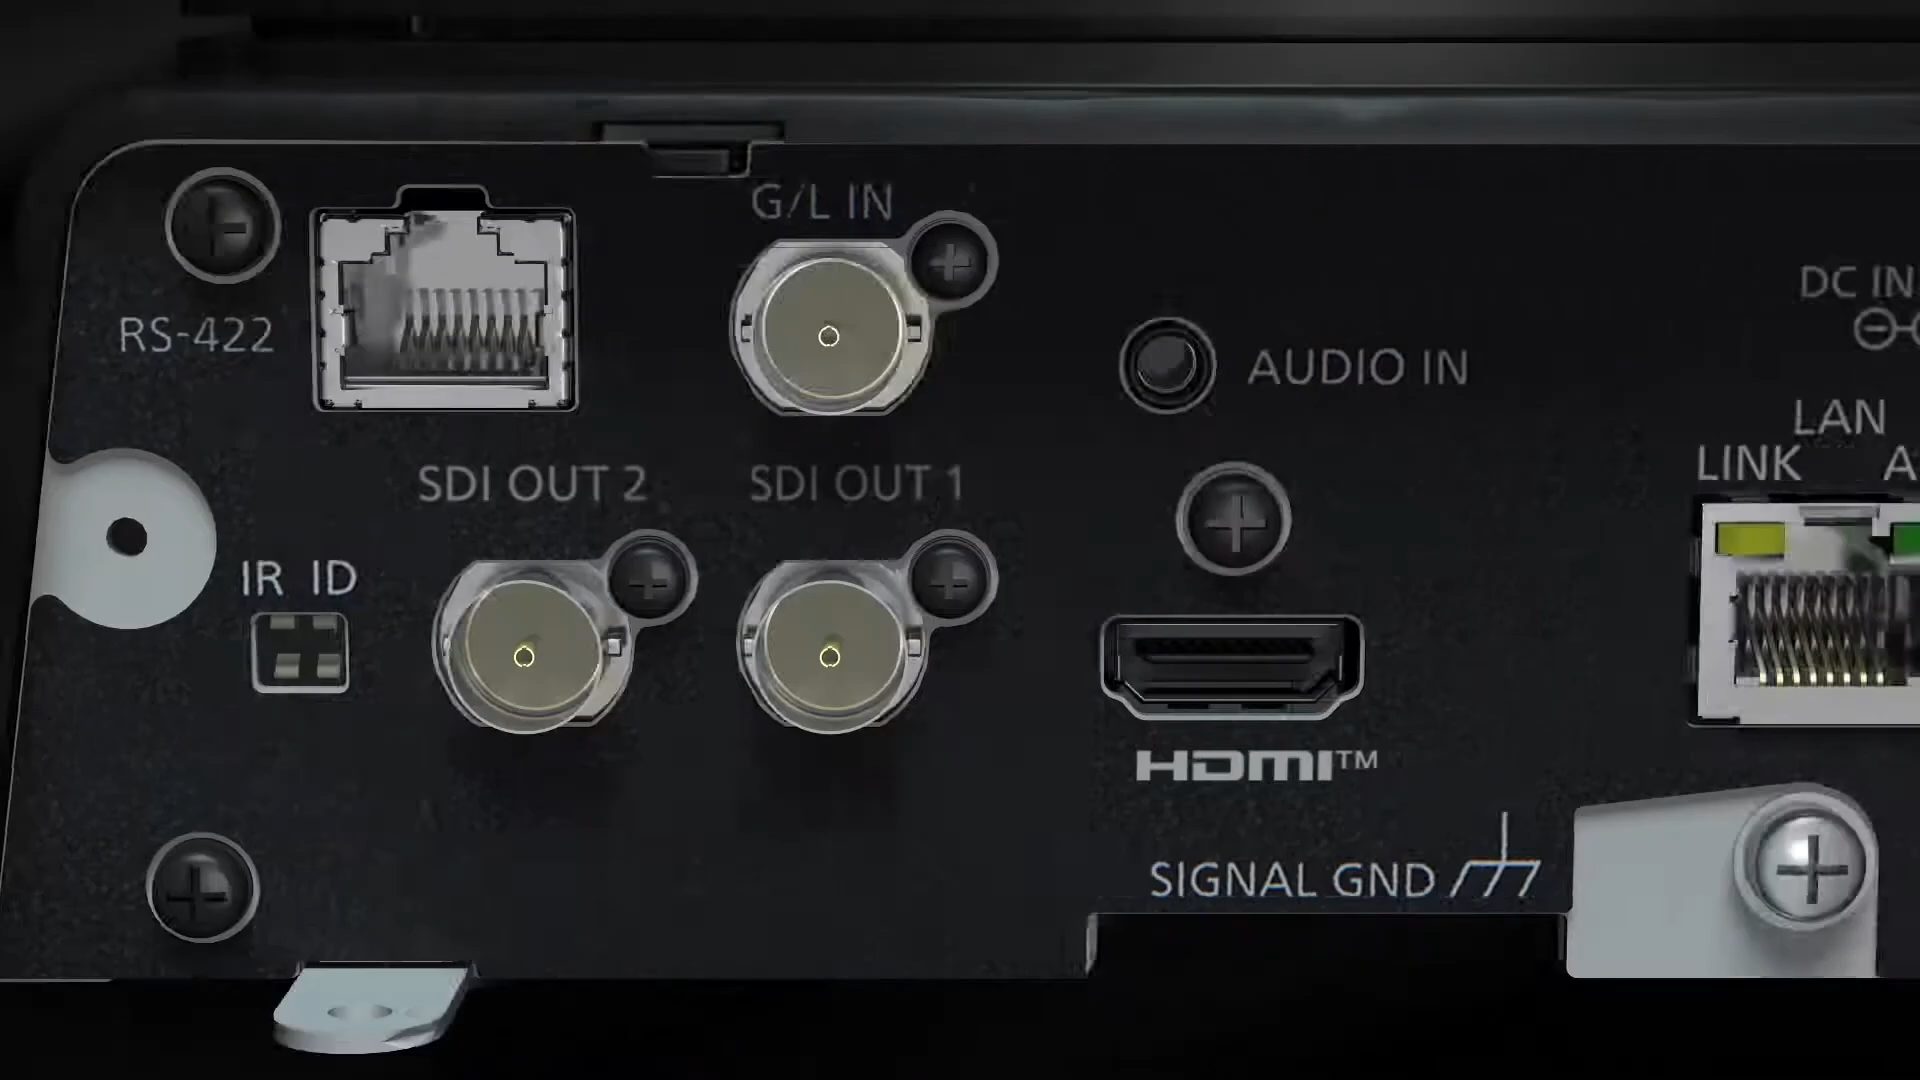 G/L IN
RS-422
DC IN
AUDIO IN
LAN
LINK
SDI OUT 2
SDI OUT 1
IR ID
HDMI™
SIGNAL GND